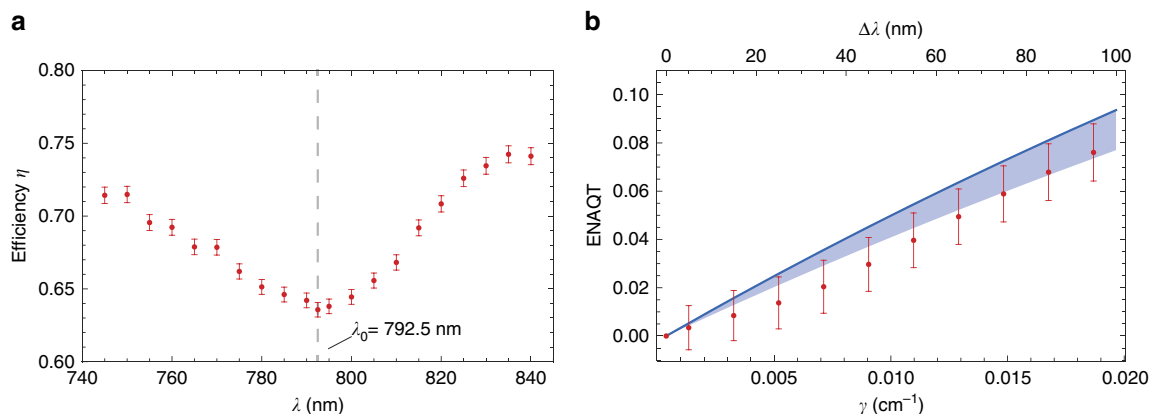 a
0.80
0.75
0.70
0.65
0.60
Efficiency η
λ₀= 792.5 nm
740 760 780 800 820 840
λ (nm)
b
Δλ (nm)
0 20 40 60 80 100
0.10
0.08
0.06
0.04
0.02
0.00
ENAQT
0.005 0.010 0.015 0.020
γ (cm⁻¹)